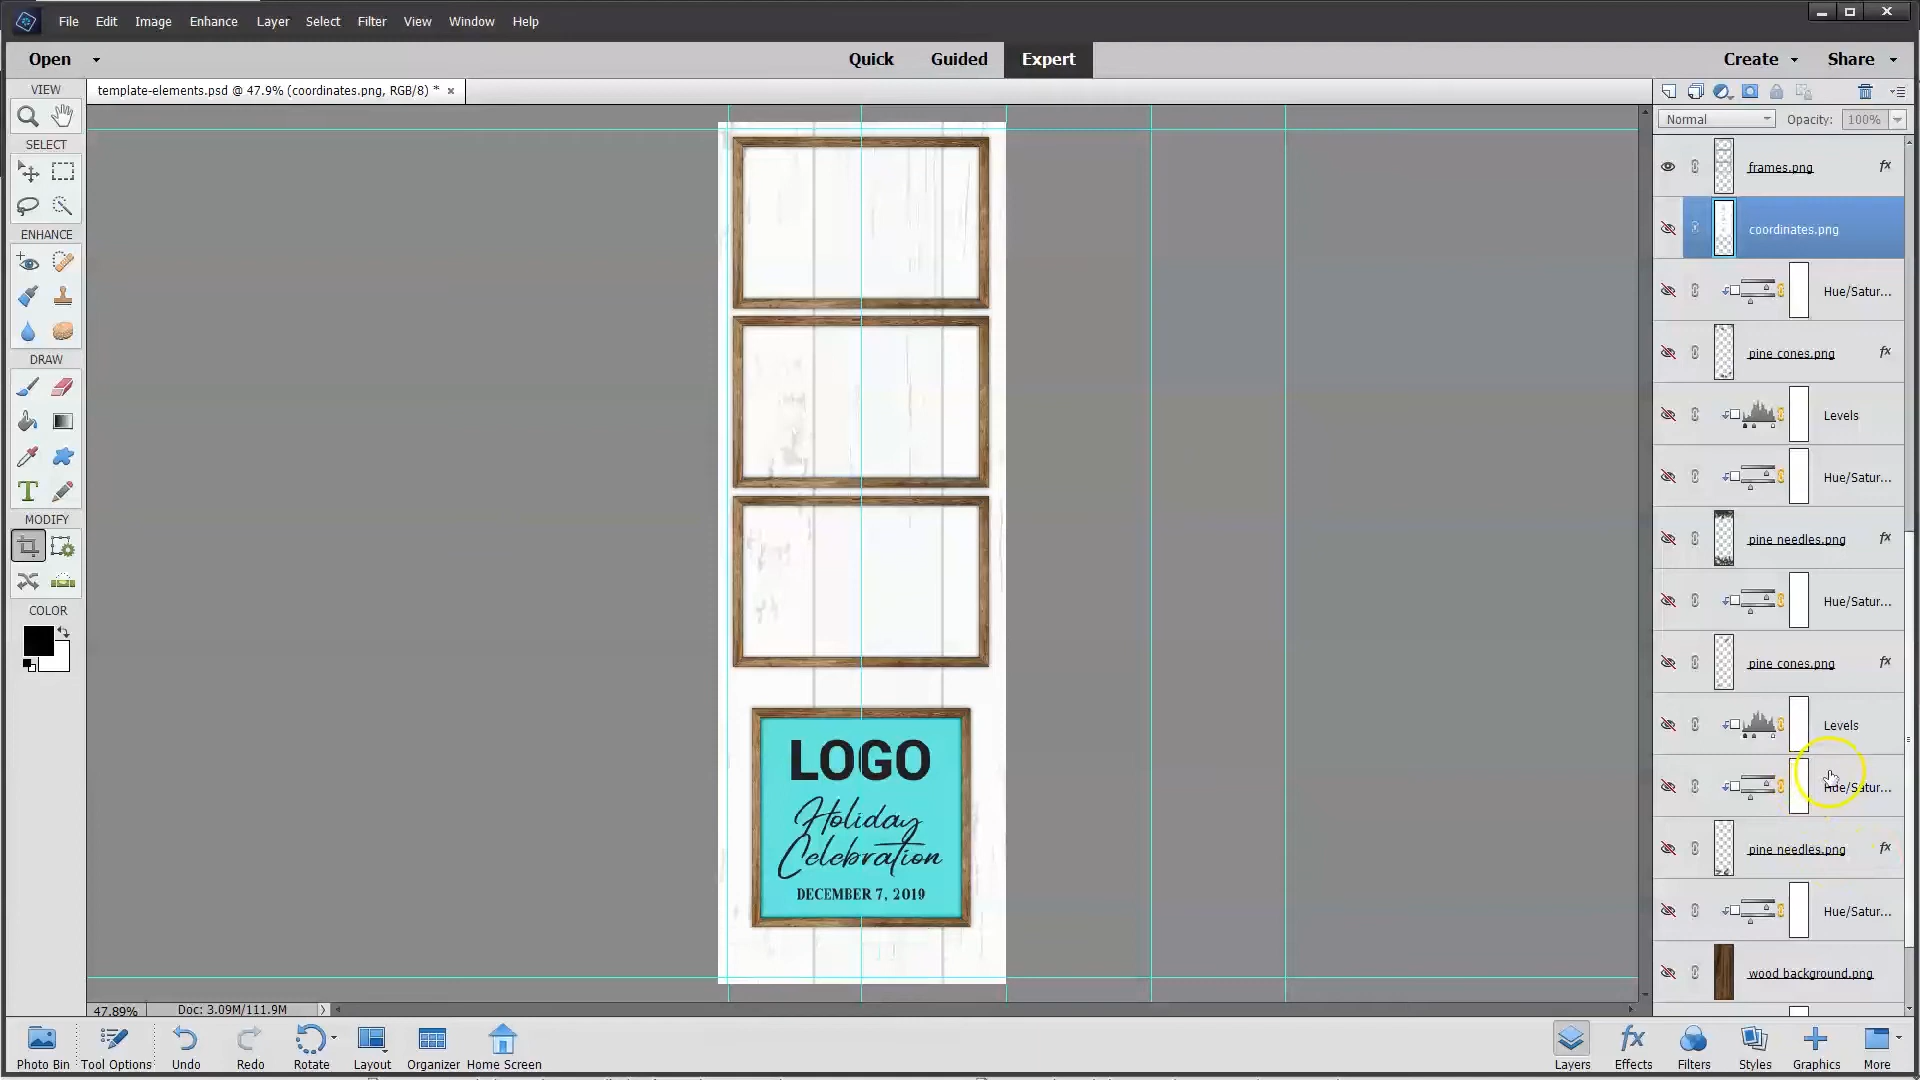 File Edit Image Enhance Layer Select Filter View Window Help
Open Quick Guided Expert Create Share
VIEW
template-elements.psd @ 47.9% (coordinates.png, RGB/8) * ×
Normal Opacity: 100%
SELECT
frames.png fx
coordinates.png
ENHANCE
Hue/Satur...
pine cones.png fx
DRAW
Levels
Hue/Satur...
T
MODIFY
pine needles.png fx
Hue/Satur...
COLOR
pine cones.png fx
Levels
Hue/Satur...
LOGO
Holiday
Celebration
DECEMBER 7, 2019
pine needles.png fx
Hue/Satur...
wood background.png
47.89% Doc: 3.09M/111.9M
Photo Bin Tool Options Undo Redo Rotate Layout Organizer Home Screen Layers Effects Filters Styles Graphics More